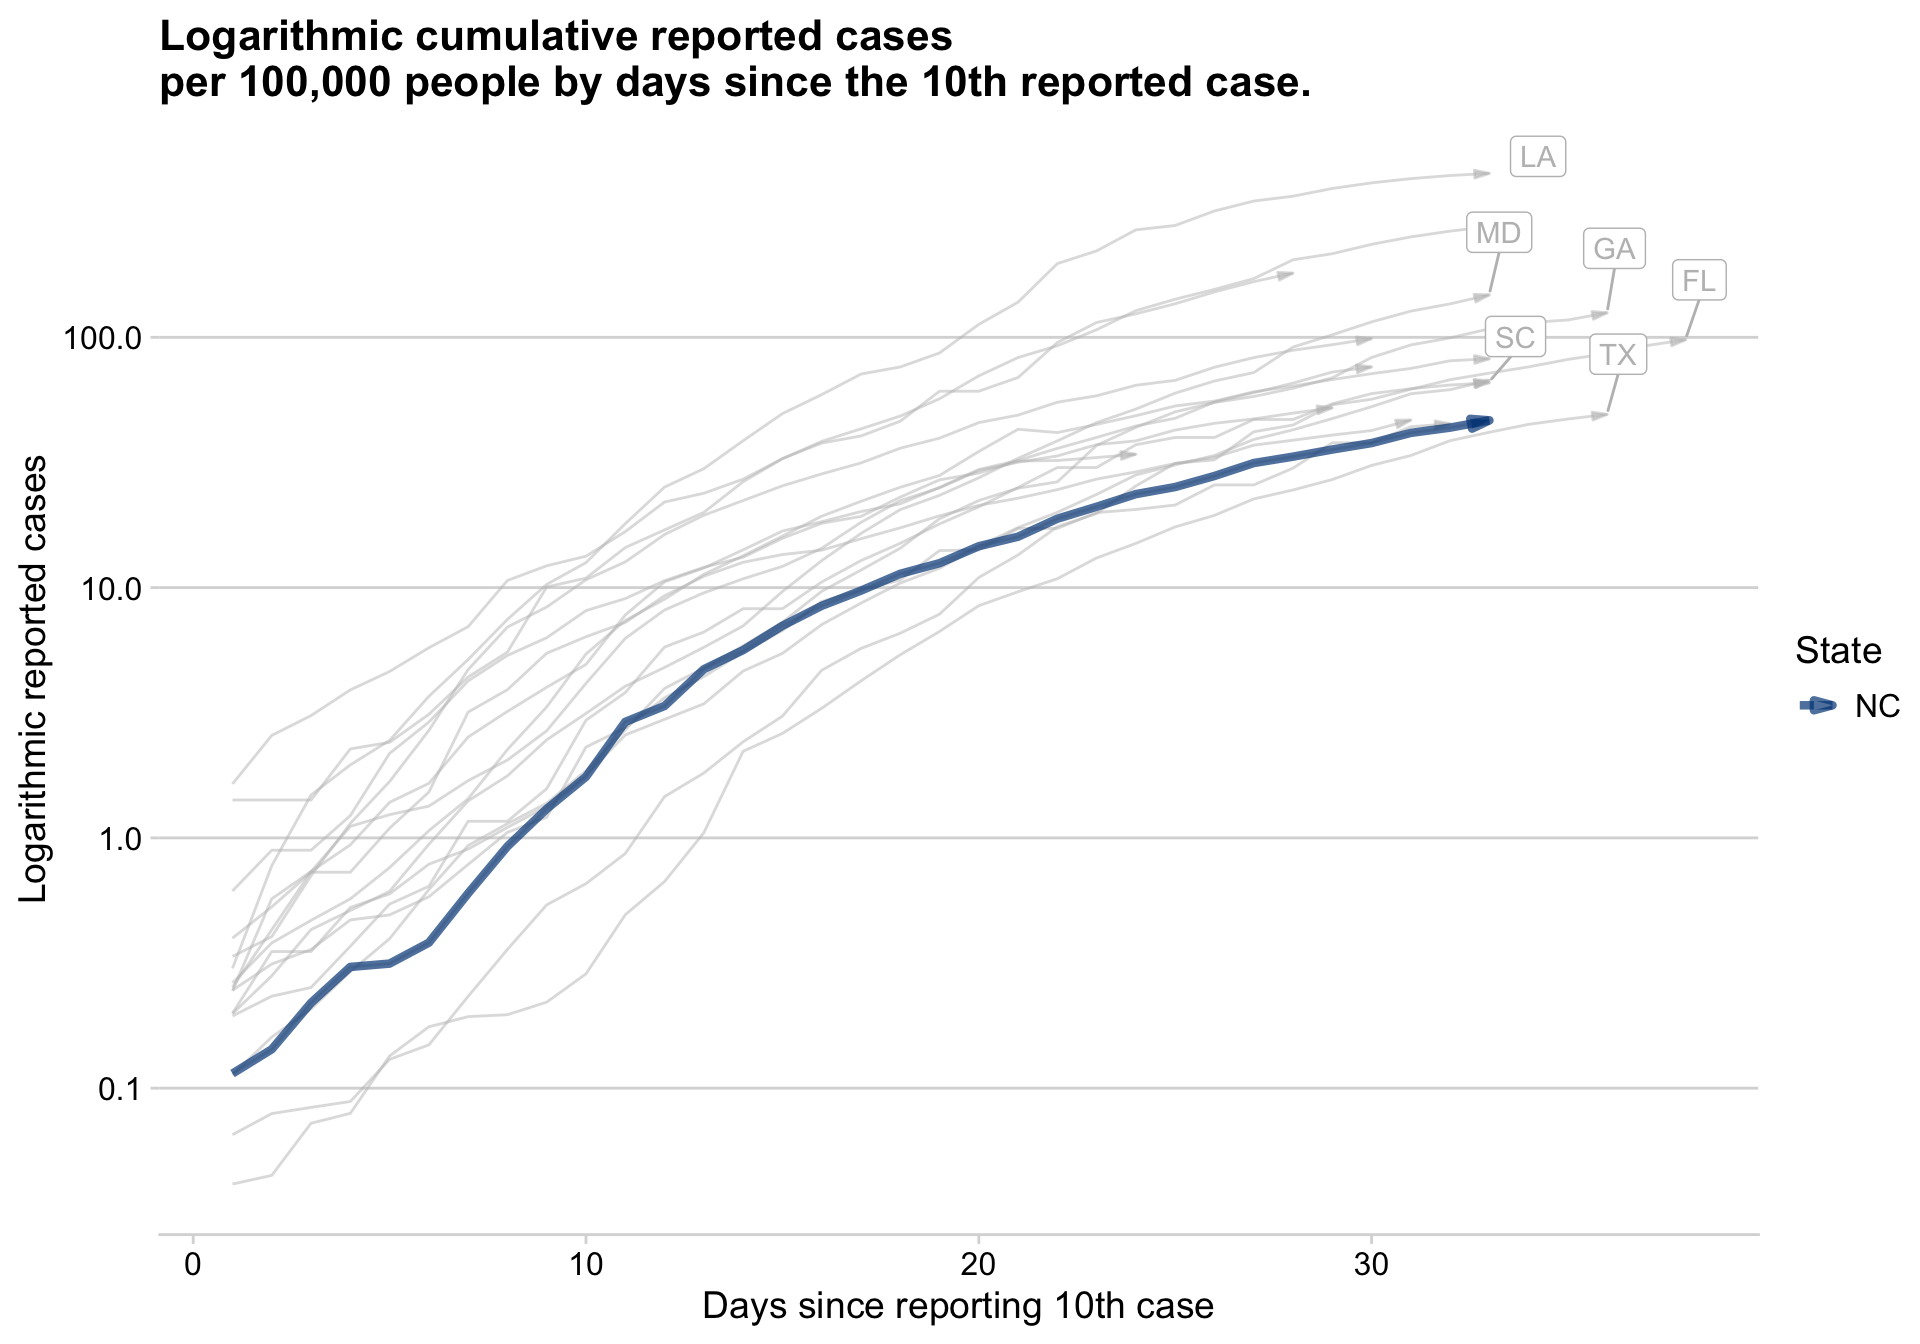 Logarithmic cumulative reported cases
per 100,000 people by days since the 10th reported case.
LA
MD
GA
FL
SC
TX
100.0
10.0
1.0
0.1
Logarithmic reported cases
State
NC
0
10
20
30
Days since reporting 10th case